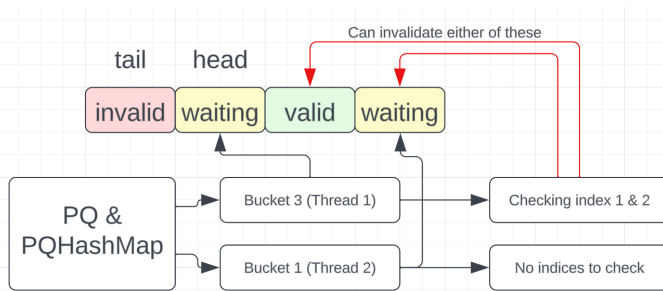 Can invalidate either of these
tail head
invalid waiting valid waiting
PQ &
PQHashMap
Bucket 3 (Thread 1)
Checking index 1 & 2
Bucket 1 (Thread 2)
No indices to check